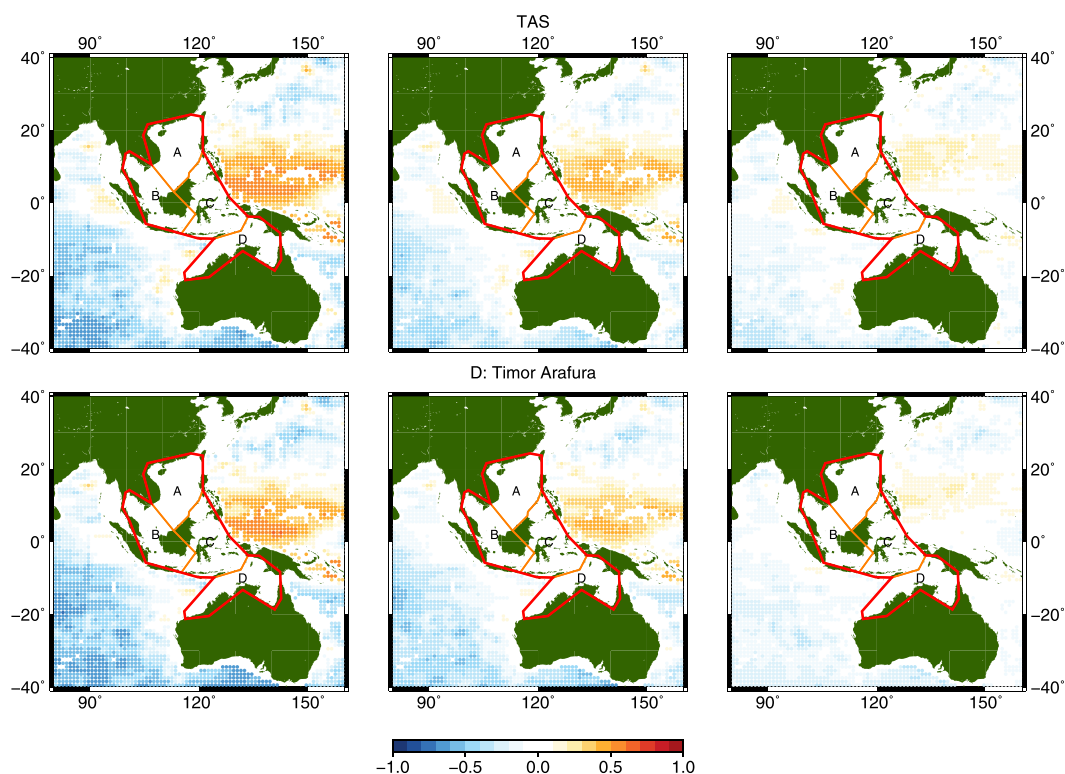 TAS
90° 120° 150° 90° 120° 150° 90° 120° 150°
40° 40°
A A A
20° 20°
B B B
0° C C C 0°
D D D
−20° −20°
−40° −40°
D: Timor Arafura
40° 40°
20° 20°
A A A
B B B
0° C C C 0°
D D D
−20° −20°
−40° −40°
90° 120° 150° 90° 120° 150° 90° 120° 150°
−1.0 −0.5 0.0 0.5 1.0